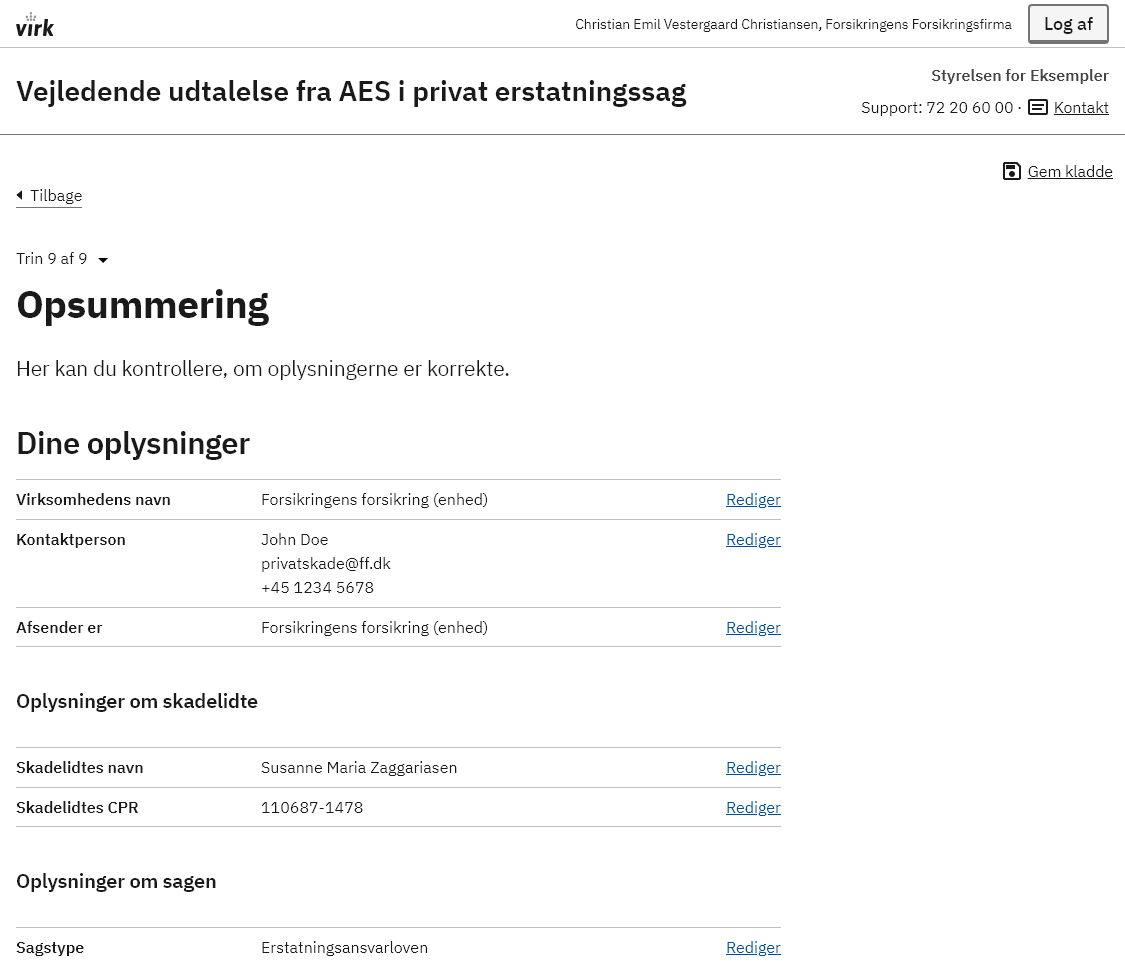 virk
Christian Emil Vestergaard Christiansen, Forsikringens Forsikringsfirma
Log af
Vejledende udtalelse fra AES i privat erstatningssag
Styrelsen for Eksempler
Support: 72 20 60 00 · Kontakt
Gem kladde
Tilbage
Trin 9 af 9
Opsummering
Her kan du kontrollere, om oplysningerne er korrekte.
Dine oplysninger
Virksomhedens navn Forsikringens forsikring (enhed) Rediger
Kontaktperson John Doe Rediger
privatskade@ff.dk
+45 1234 5678
Afsender er Forsikringens forsikring (enhed) Rediger
Oplysninger om skadelidte
Skadelidtes navn Susanne Maria Zaggariasen Rediger
Skadelidtes CPR 110687-1478 Rediger
Oplysninger om sagen
Sagstype Erstatningsansvarloven Rediger